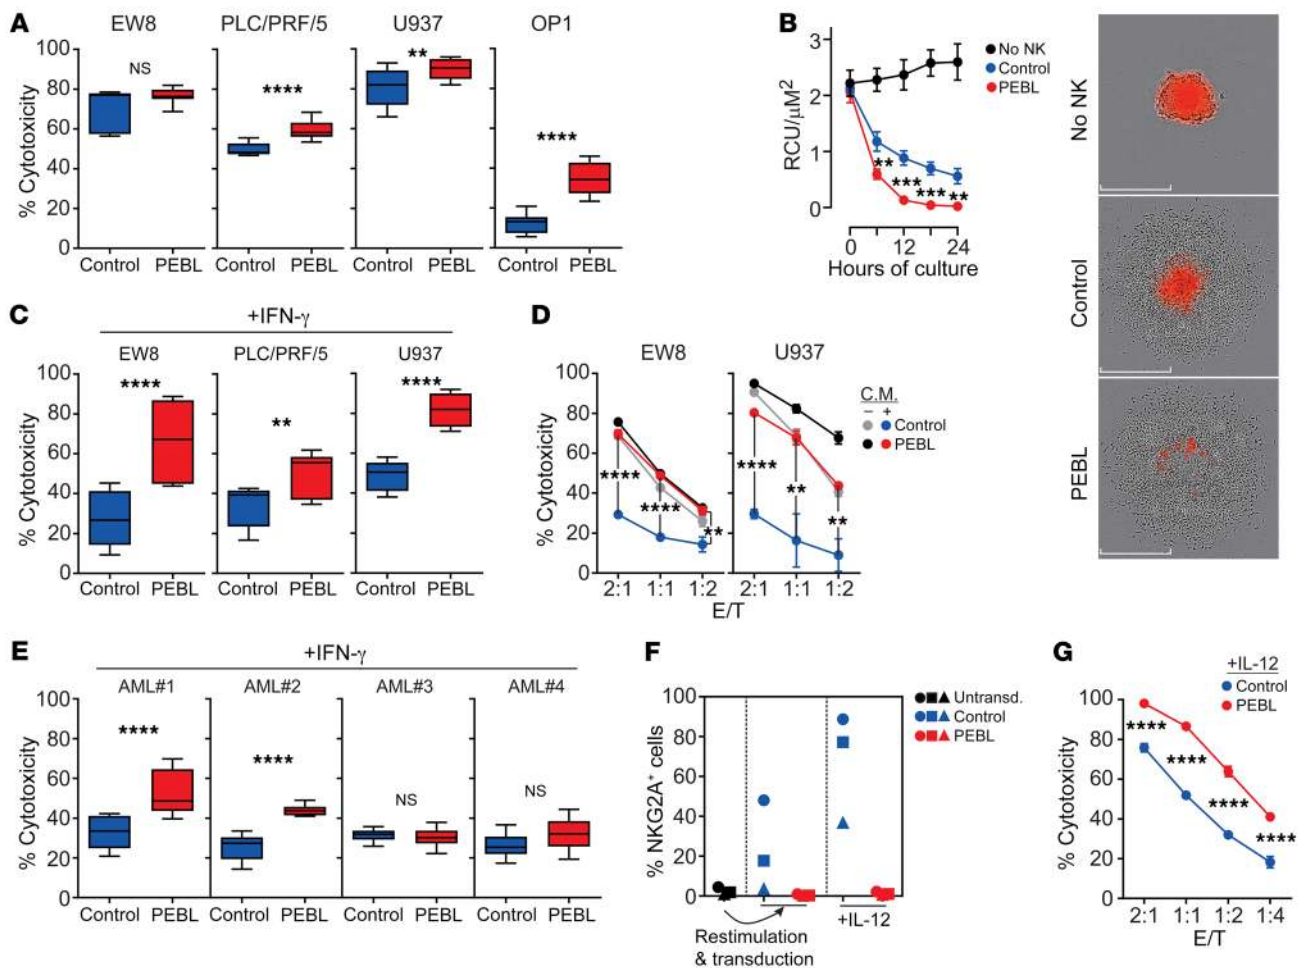 A
EW8
PLC/PRF/5
U937
OP1
% Cytotoxicity
100
80
60
40
20
0
NS
****
**
****
Control
PEBL
Control
PEBL
Control
PEBL
Control
PEBL
B
RCU/μM2
3
2
1
0
No NK
Control
PEBL
**
***
***
**
0
12
24
Hours of culture
No NK
Control
PEBL
C
+IFN-γ
EW8
PLC/PRF/5
U937
% Cytotoxicity
100
80
60
40
20
0
****
**
****
Control
PEBL
Control
PEBL
Control
PEBL
D
EW8
U937
% Cytotoxicity
100
80
60
40
20
0
C.M.
− +
Control
PEBL
****
****
**
****
**
**
2:1
1:1
1:2
2:1
1:1
1:2
E/T
E
+IFN-γ
AML#1
AML#2
AML#3
AML#4
% Cytotoxicity
100
80
60
40
20
0
****
****
NS
NS
Control
PEBL
Control
PEBL
Control
PEBL
Control
PEBL
F
% NKG2A+ cells
100
80
60
40
20
0
Untransd.
Control
PEBL
Restimulation
& transduction
+IL-12
G
+IL-12
Control
PEBL
% Cytotoxicity
100
80
60
40
20
0
****
****
****
****
2:1
1:1
1:2
1:4
E/T